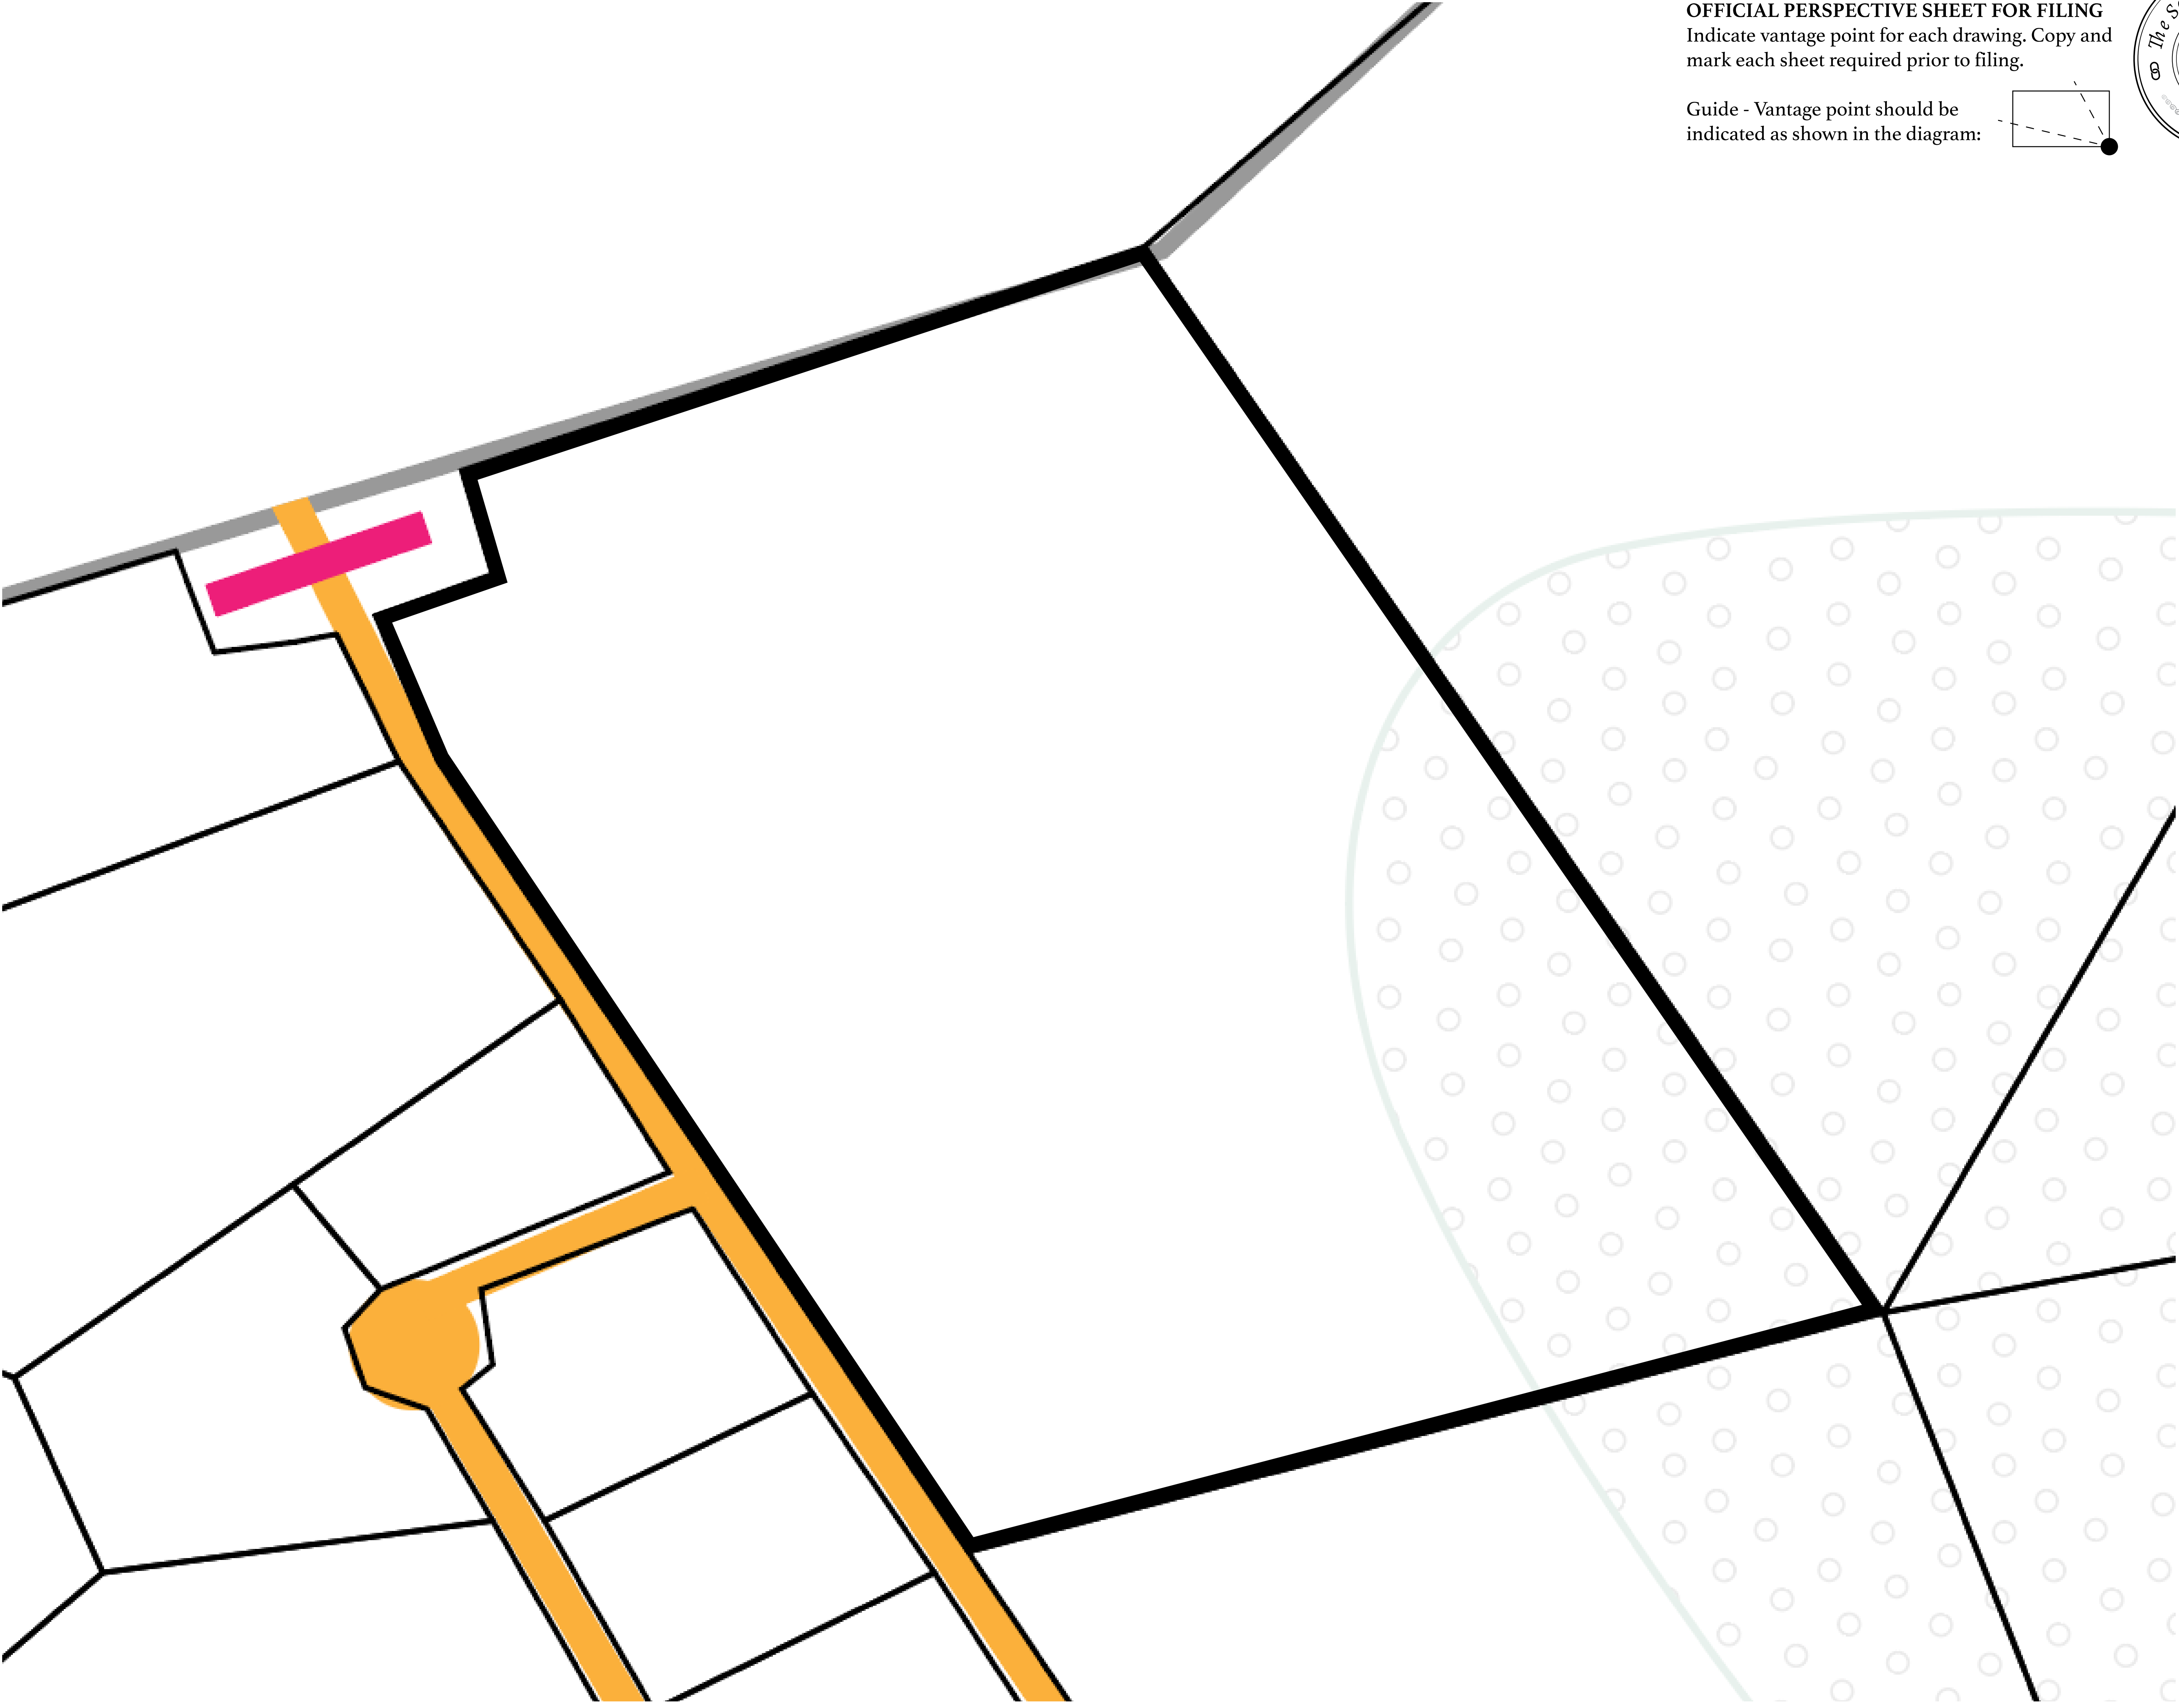 OFFICIAL PERSPECTIVE SHEET FOR FILING
Indicate vantage point for each drawing. Copy and
mark each sheet required prior to filing.
Guide - Vantage point should be
indicated as shown in the diagram:
The